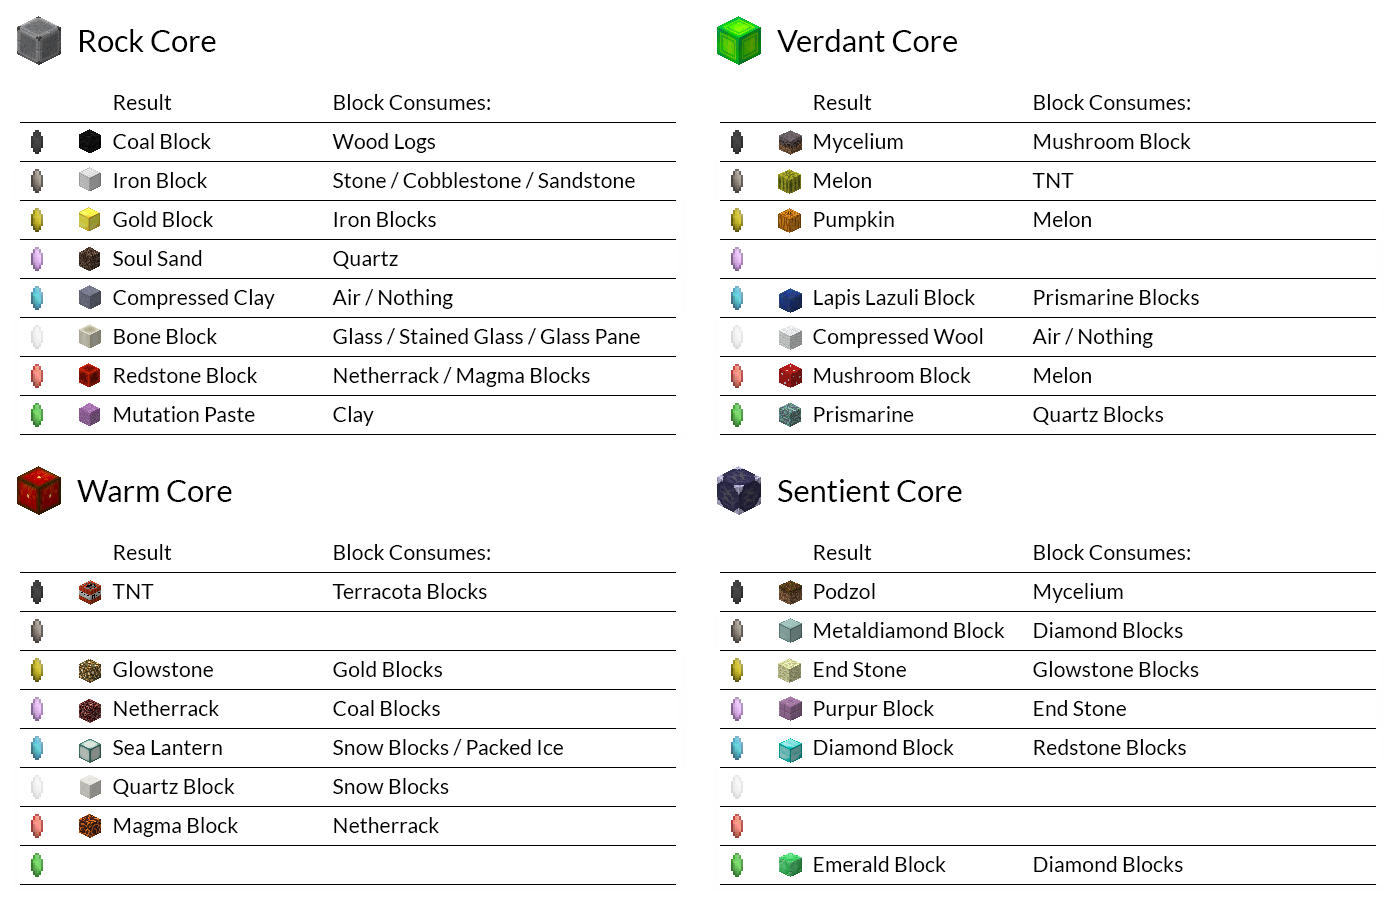 Rock Core
Result Block Consumes:
Coal Block Wood Logs
Iron Block Stone / Cobblestone / Sandstone
Gold Block Iron Blocks
Soul Sand Quartz
Compressed Clay Air / Nothing
Bone Block Glass / Stained Glass / Glass Pane
Redstone Block Netherrack / Magma Blocks
Mutation Paste Clay
Verdant Core
Result Block Consumes:
Mycelium Mushroom Block
Melon TNT
Pumpkin Melon
Lapis Lazuli Block Prismarine Blocks
Compressed Wool Air / Nothing
Mushroom Block Melon
Prismarine Quartz Blocks
Warm Core
Result Block Consumes:
TNT Terracota Blocks
Glowstone Gold Blocks
Netherrack Coal Blocks
Sea Lantern Snow Blocks / Packed Ice
Quartz Block Snow Blocks
Magma Block Netherrack
Sentient Core
Result Block Consumes:
Podzol Mycelium
Metaldiamond Block Diamond Blocks
End Stone Glowstone Blocks
Purpur Block End Stone
Diamond Block Redstone Blocks
Emerald Block Diamond Blocks